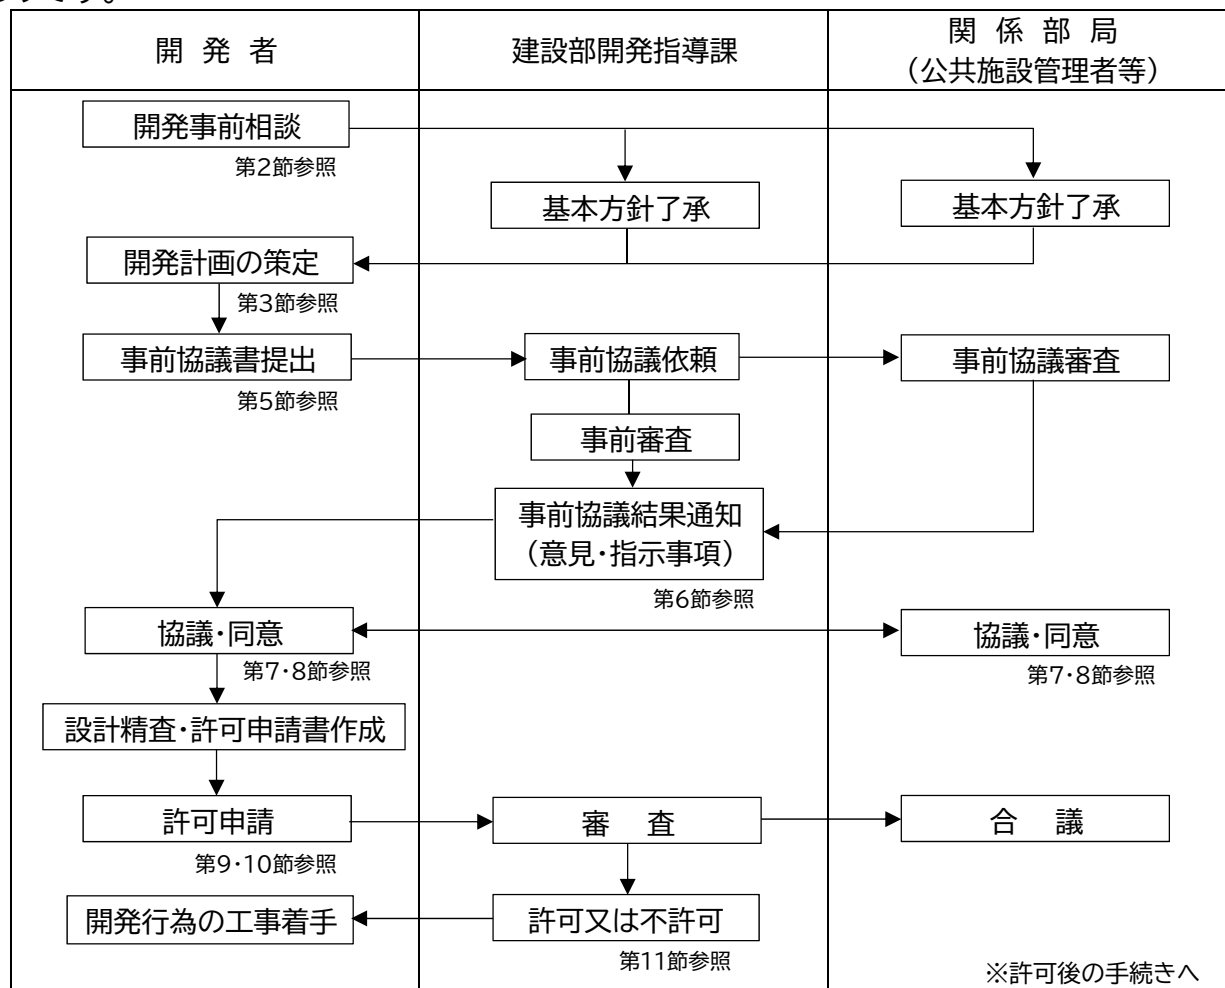 です。
開 発 者
建設部開発指導課
関 係 部 局
（公共施設管理者等）
開発事前相談
第2節参照
基本方針了承
基本方針了承
開発計画の策定
第3節参照
事前協議書提出
第5節参照
事前協議依頼
事前協議審査
事前審査
事前協議結果通知
（意見・指示事項）
第6節参照
協議・同意
第7・8節参照
協議・同意
第7・8節参照
設計精査・許可申請書作成
許可申請
第9・10節参照
審 査
合 議
開発行為の工事着手
許可又は不許可
第11節参照
※許可後の手続きへ